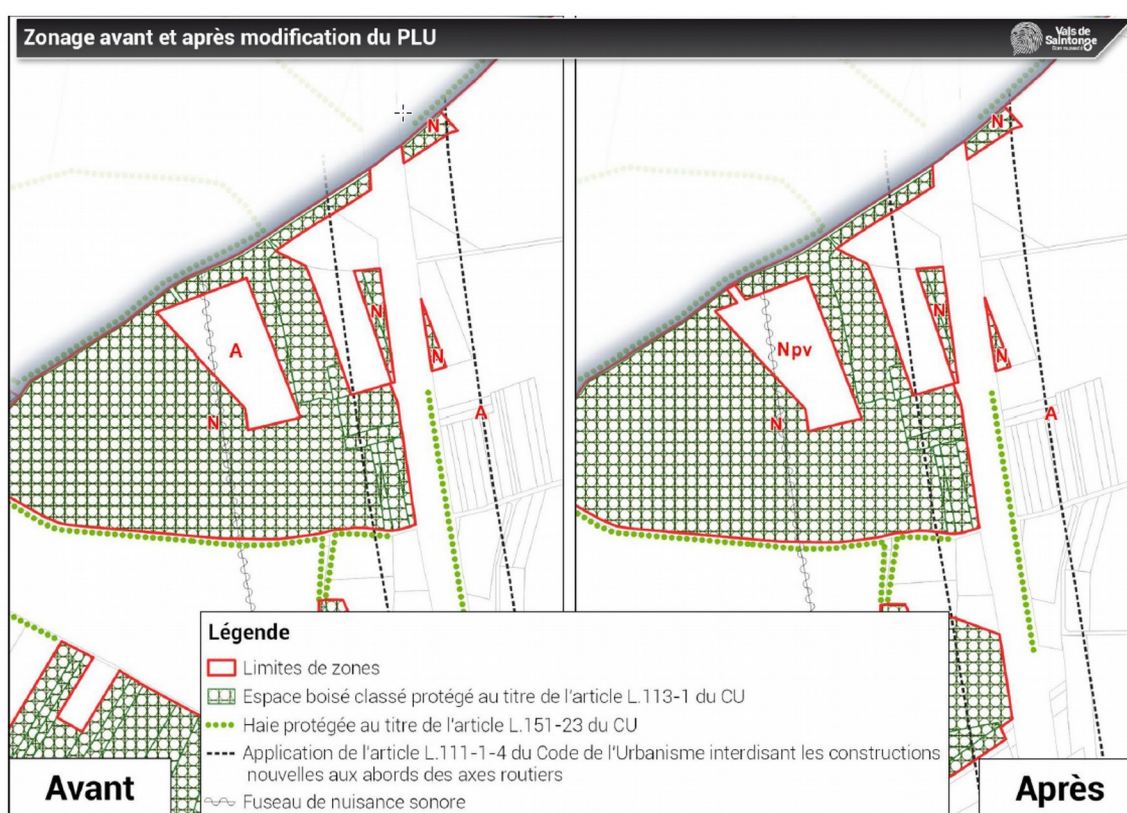 Zonage avant et après modification du PLU
Vals de
Saintonge
N
N
N
A
N
A
N
N
N
Npv
N
A
Légende
Limites de zones
Espace boisé classé protégé au titre de l'article L.113-1 du CU
Haie protégée au titre de l'article L.151-23 du CU
Application de l'article L.111-1-4 du Code de l'Urbanisme interdisant les constructions
nouvelles aux abords des axes routiers
Fuseau de nuisance sonore
Avant
Après